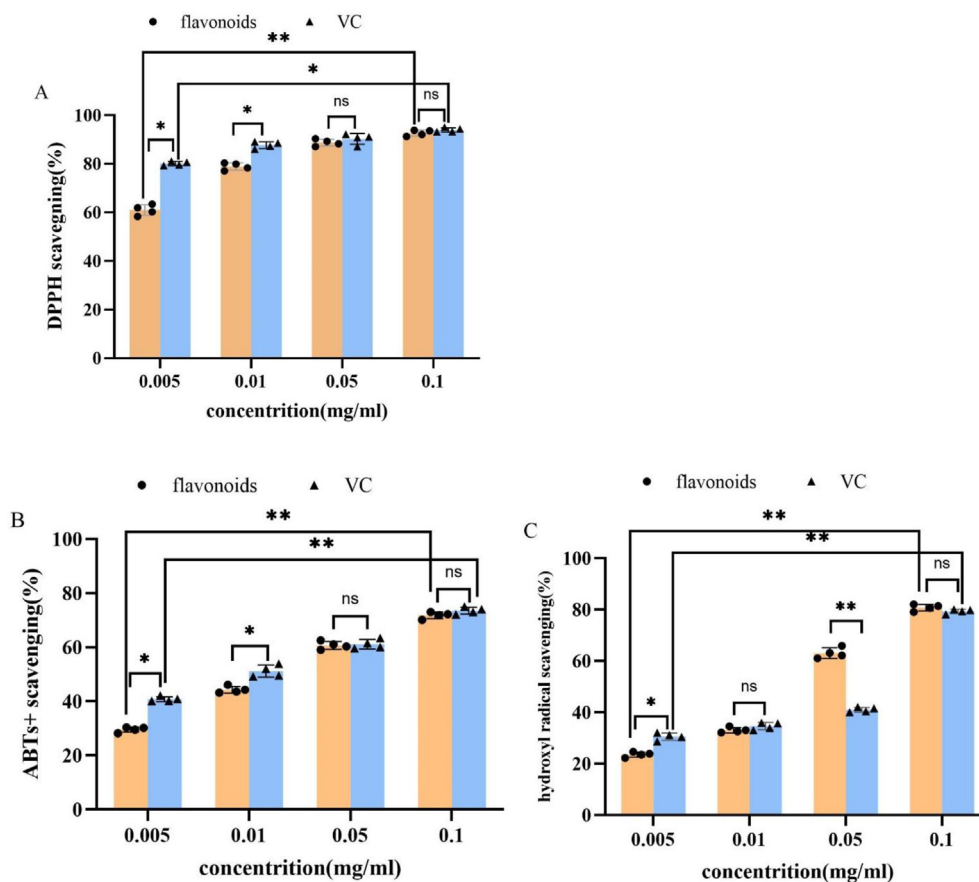 flavonoids VC
**
*
A
ns
ns
*
*
100
80
60
40
20
0
DPPH scavegning(%)
0.005 0.01 0.05 0.1
concentrition(mg/ml)
flavonoids VC
B
**
**
ns
ns
*
*
100
80
60
40
20
0
ABTs+ scavenging(%)
0.005 0.01 0.05 0.1
concentrition(mg/ml)
flavonoids VC
C
**
**
ns
**
ns
*
100
80
60
40
20
0
hydroxyl radical scavenging(%)
0.005 0.01 0.05 0.1
concentrition(mg/ml)